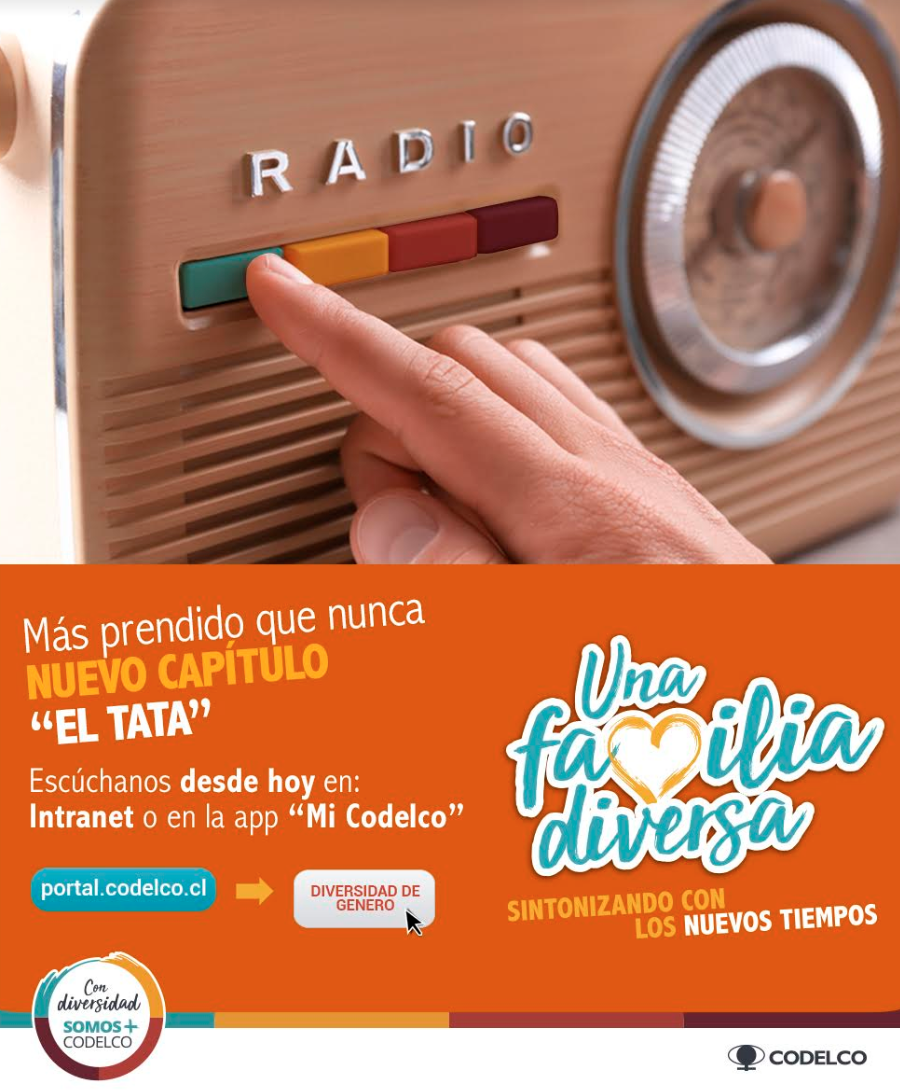 RADIO
Más prendido que nunca
NUEVO CAPÍTULO
“EL TATA”
Escúchanos desde hoy en:
Intranet o en la app “Mi Codelco”
portal.codelco.cl
DIVERSIDAD DE
GENERO
Una
familia
diversa
SINTONIZANDO CON
LOS NUEVOS TIEMPOS
Con
diversidad
SOMOS+
CODELCO
CODELCO